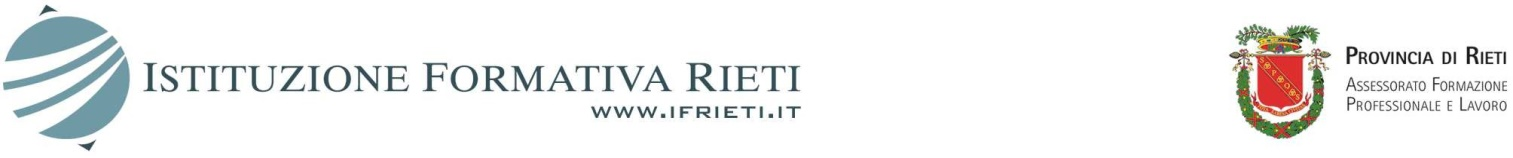 ISTITUZIONE FORMATIVA RIETI
WWW.IFRIETI.IT
PROVINCIA DI RIETI
ASSESSORATO FORMAZIONE
PROFESSIONALE E LAVORO